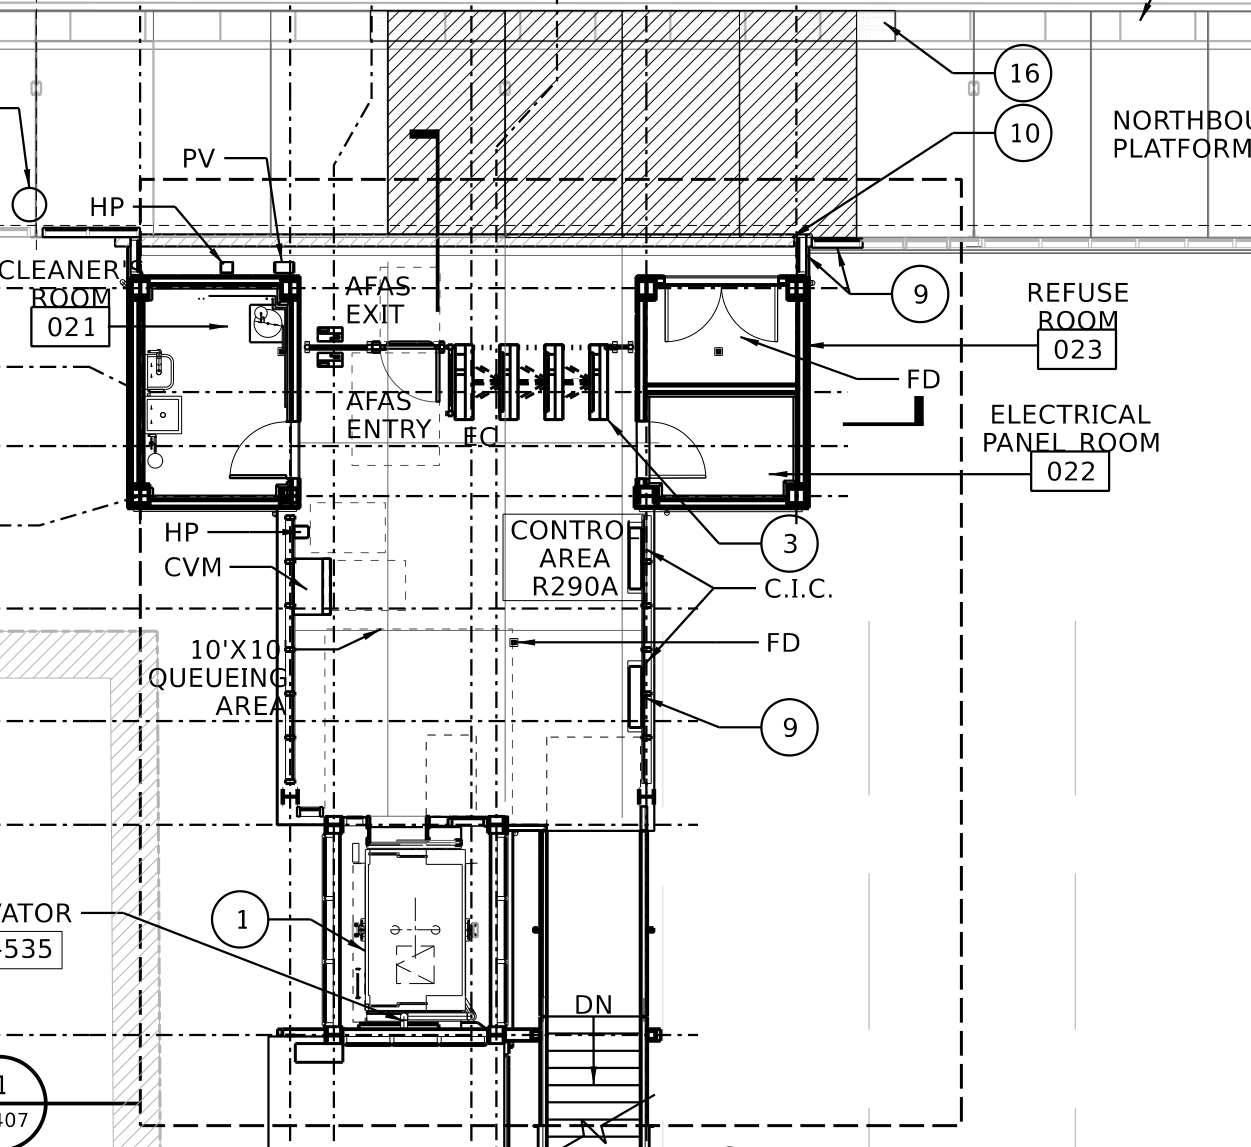 16
10
NORTHBOU
PLATFORM
PV
HP
CLEANER'S
ROOM
021
AFAS
EXIT
9
REFUSE
ROOM
023
FD
AFAS
ENTRY
EC
ELECTRICAL
PANEL ROOM
022
HP
CVM
CONTROL
AREA
R290A
3
C.I.C.
10'X10'
QUEUEING
AREA
FD
9
VATOR
-535
1
DN
1
407